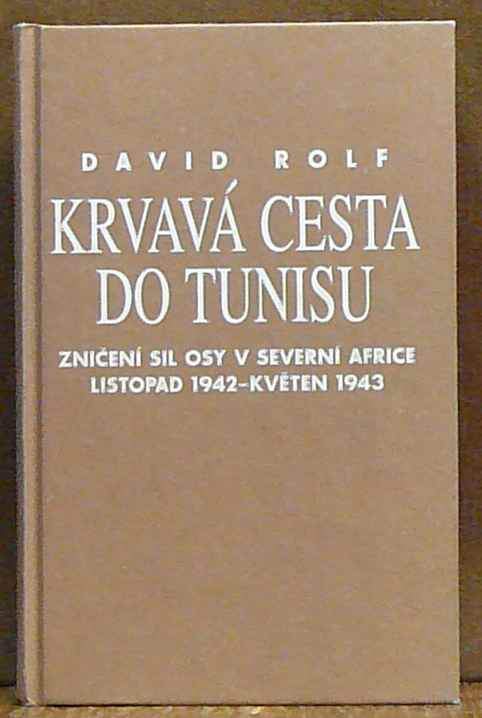 DAVID ROLF
KRVAVÁ CESTA
DO TUNISU
ZNIČENÍ SIL OSY V SEVERNÍ AFRICE
LISTOPAD 1942–KVĚTEN 1943